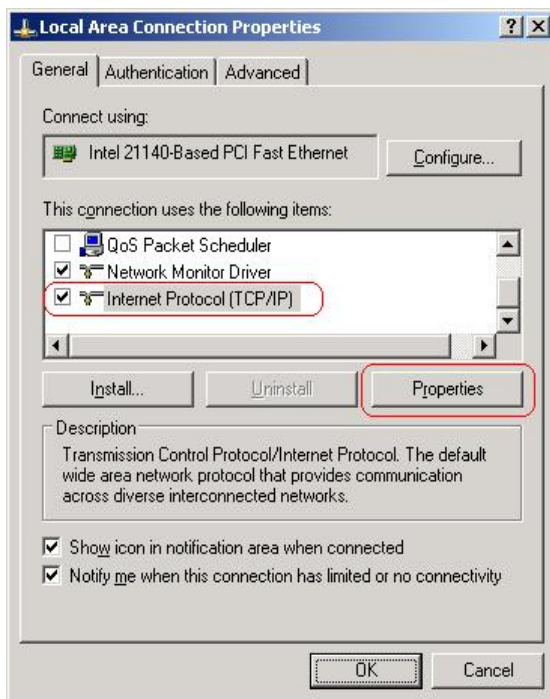 Local Area Connection Properties
General Authentication Advanced
Connect using:
Intel 21140-Based PCI Fast Ethernet Configure...
This connection uses the following items:
QoS Packet Scheduler
Network Monitor Driver
Internet Protocol (TCP/IP)
Install... Uninstall Properties
Description
Transmission Control Protocol/Internet Protocol. The default
wide area network protocol that provides communication
across diverse interconnected networks.
Show icon in notification area when connected
Notify me when this connection has limited or no connectivity
OK Cancel